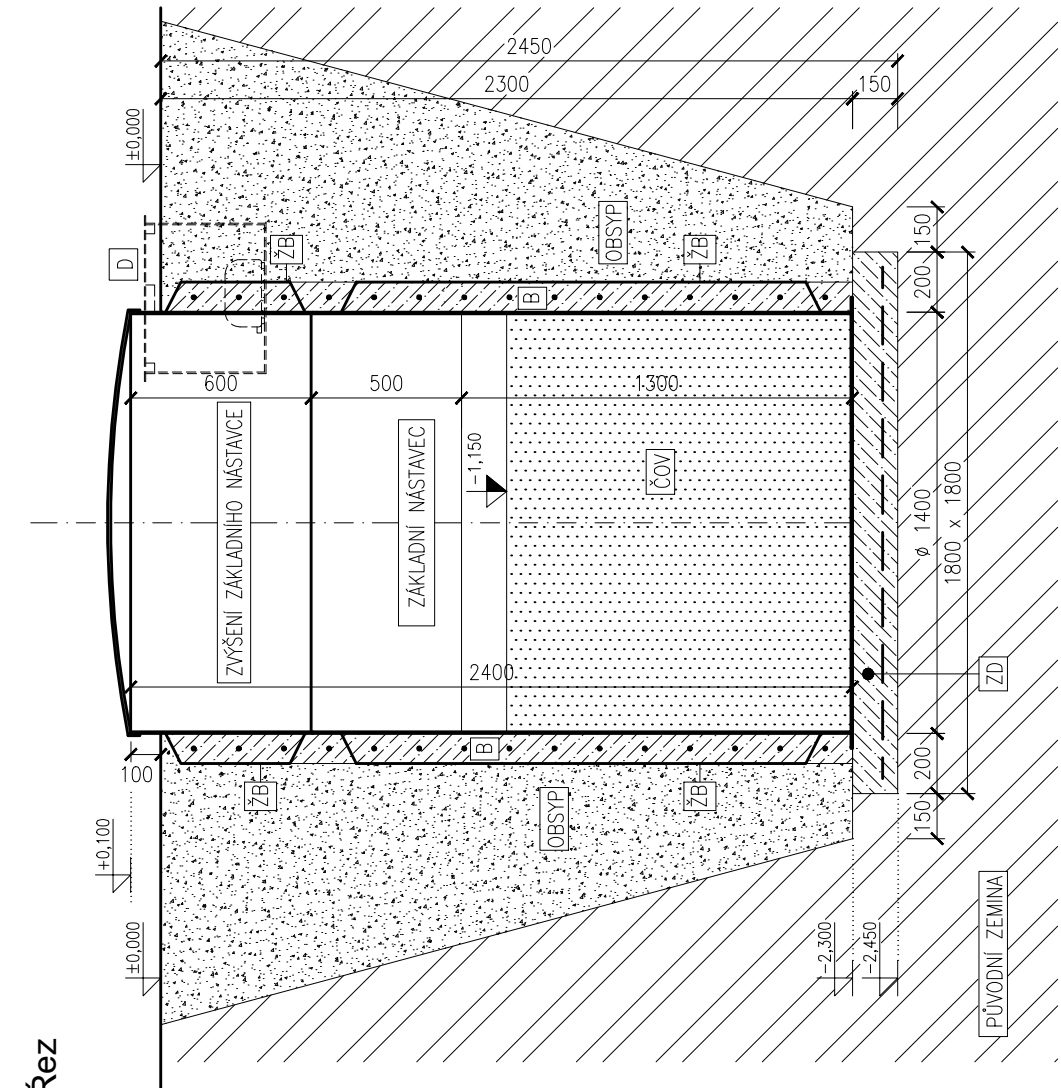 Řez
2450
2300
150
±0,000
D
ŽB
OBSYP
ŽB
B
150
200
600
500
1300
ZVÝŠENÍ ZÁKLADNÍHO NÁSTAVCE
ZÁKLADNÍ NÁSTAVEC
-1,150
ČOV
ø 1400
1800 x 1800
2400
ZD
100
B
ŽB
ŽB
OBSYP
200
150
+0,100
±0,000
-2,300
-2,450
PŮVODNÍ ZEMINA